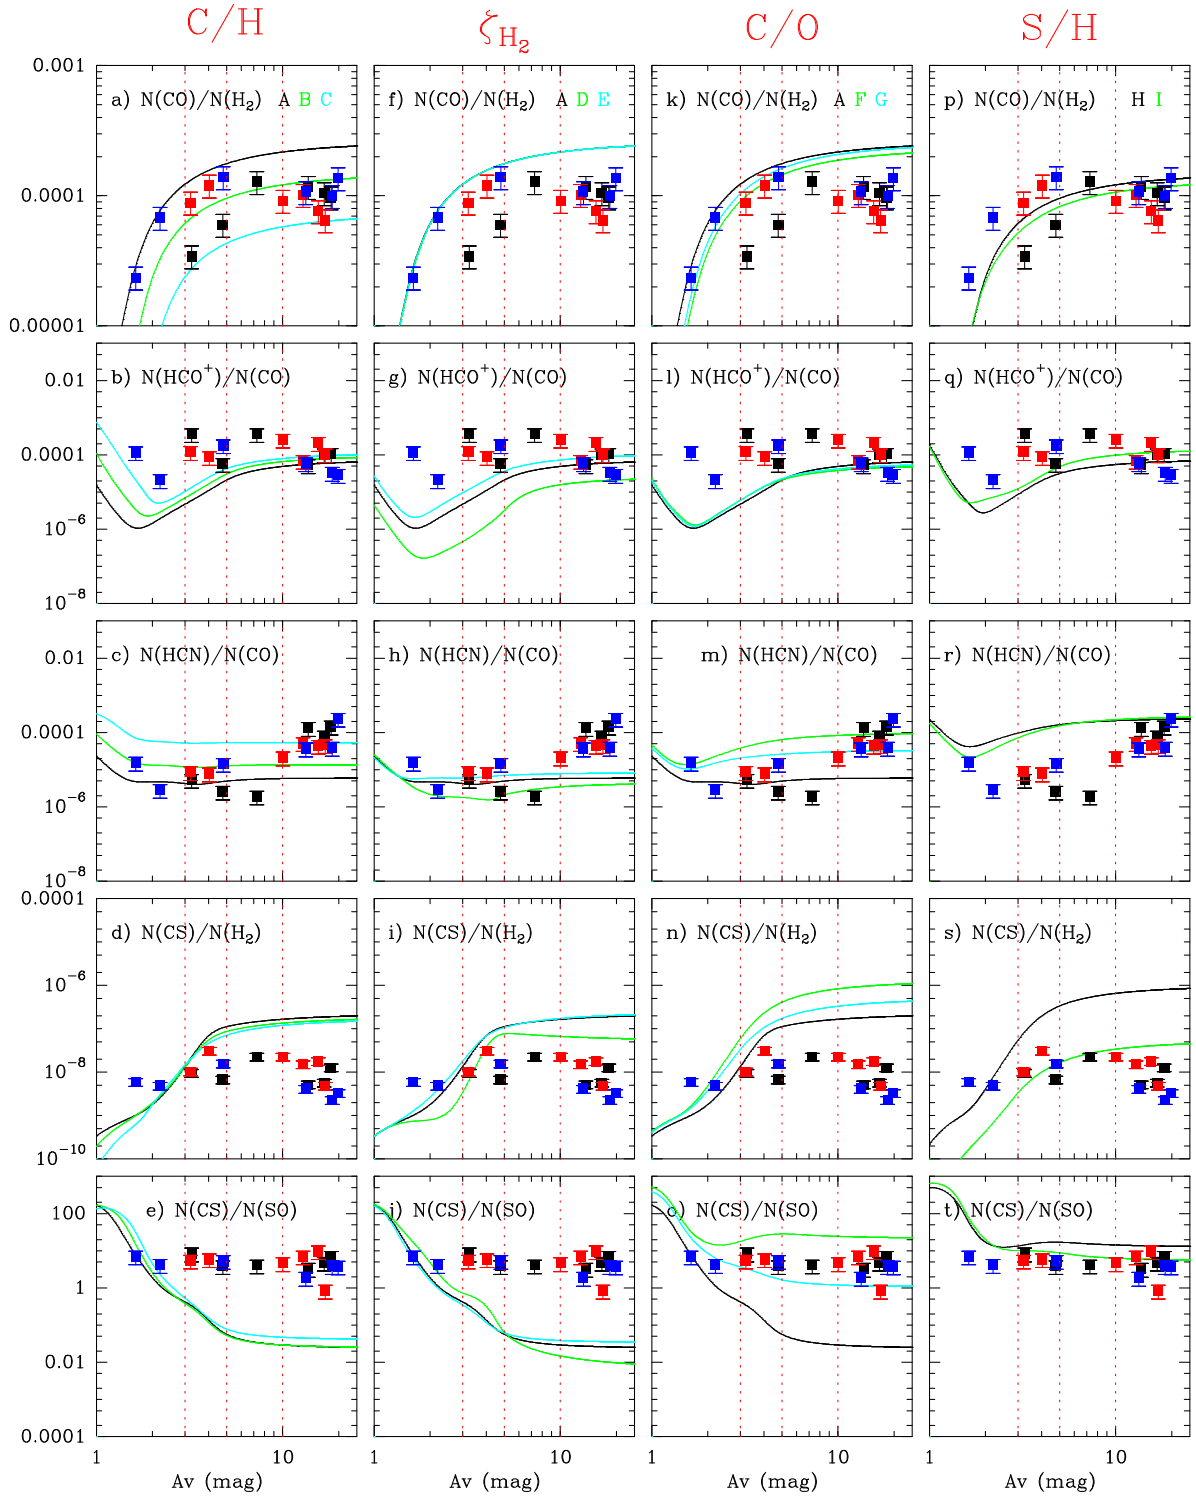 C/H ζH₂ C/O S/H
0.001 a) N(CO)/N(H₂) A B C f) N(CO)/N(H₂) A D E k) N(CO)/N(H₂) A F G p) N(CO)/N(H₂) H I
0.0001
0.00001
b) N(HCO⁺)/N(CO) g) N(HCO⁺)/N(CO) l) N(HCO⁺)/N(CO) q) N(HCO⁺)/N(CO)
0.01
0.0001
10⁻⁶
10⁻⁸
c) N(HCN)/N(CO) h) N(HCN)/N(CO) m) N(HCN)/N(CO) r) N(HCN)/N(CO)
0.01
0.0001
10⁻⁶
10⁻⁸
0.0001
d) N(CS)/N(H₂) i) N(CS)/N(H₂) n) N(CS)/N(H₂) s) N(CS)/N(H₂)
10⁻⁶
10⁻⁸
10⁻¹⁰
e) N(CS)/N(SO) j) N(CS)/N(SO) o) N(CS)/N(SO) t) N(CS)/N(SO)
100
1
0.01
0.0001
1 10 1 10 1 10 1 10
Av (mag) Av (mag) Av (mag) Av (mag)